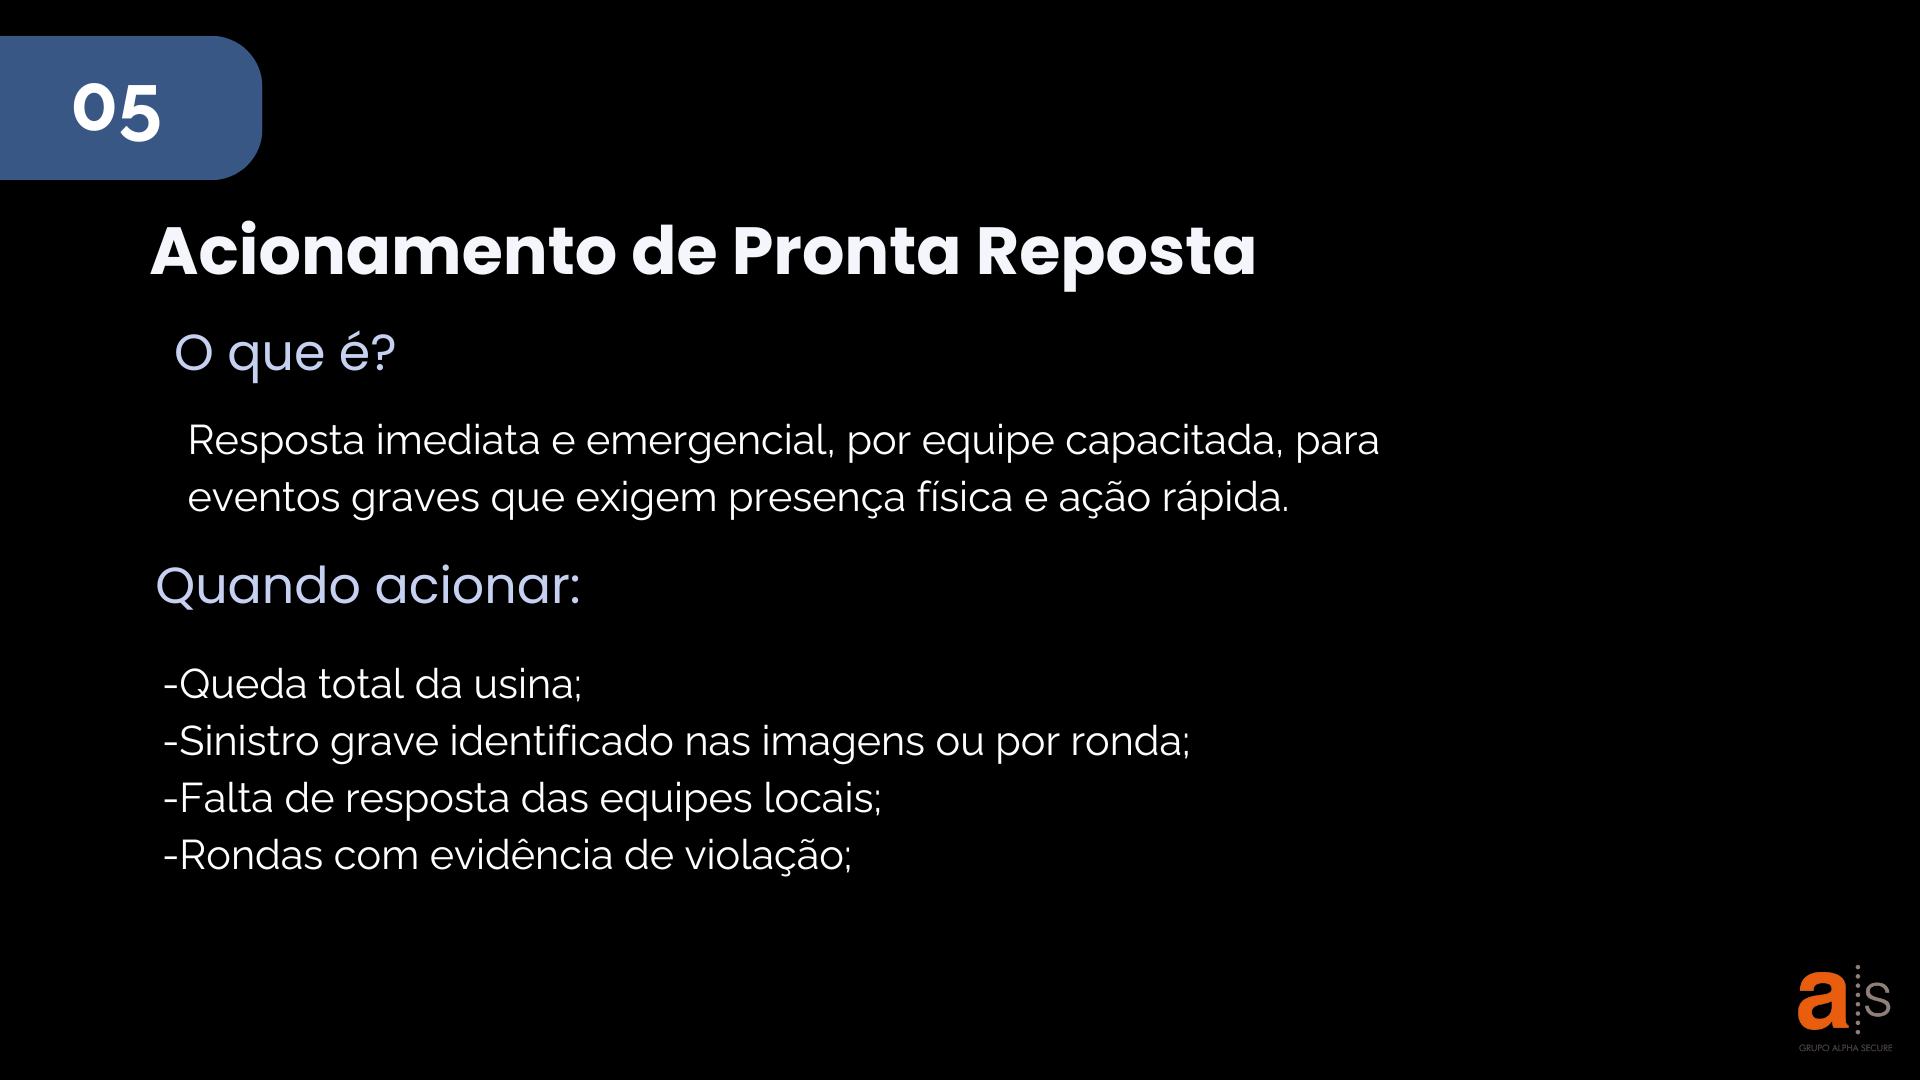 05
Acionamento de Pronta Reposta
O que é?
Resposta imediata e emergencial, por equipe capacitada, para
eventos graves que exigem presença física e ação rápida.
Quando acionar:
-Queda total da usina;
-Sinistro grave identificado nas imagens ou por ronda;
-Falta de resposta das equipes locais;
-Rondas com evidência de violação;
a s
GRUPO ALPHA SECURE